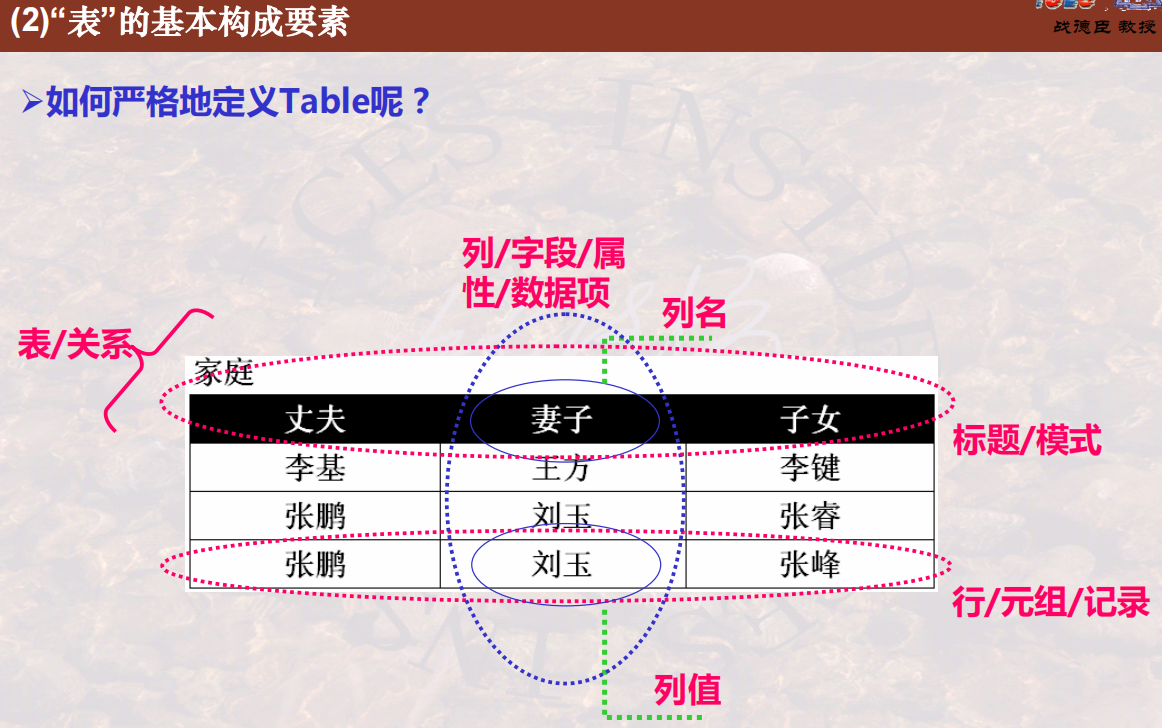 (2)“表”的基本构成要素
战德臣 教授
➢如何严格地定义Table呢？
列/字段/属
性/数据项
列名
表/关系
家庭
丈夫 妻子 子女
标题/模式
李基 王方 李键
张鹏 刘玉 张睿
张鹏 刘玉 张峰
行/元组/记录
列值